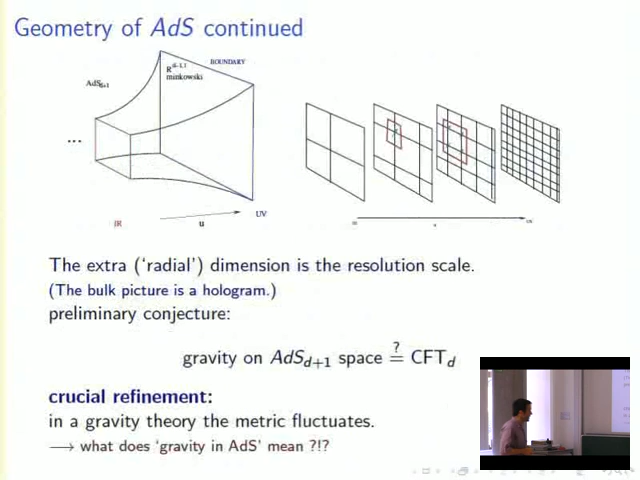 Geometry of AdS continued
AdS_{d+1}
R^{d-1,1}
minkowski
BOUNDARY
...
IR
u
UV
The extra ('radial') dimension is the resolution scale.
(The bulk picture is a hologram.)
preliminary conjecture:
gravity on AdS_{d+1} space ?= CFT_d
crucial refinement:
in a gravity theory the metric fluctuates.
⟶ what does 'gravity in AdS' mean ?!?